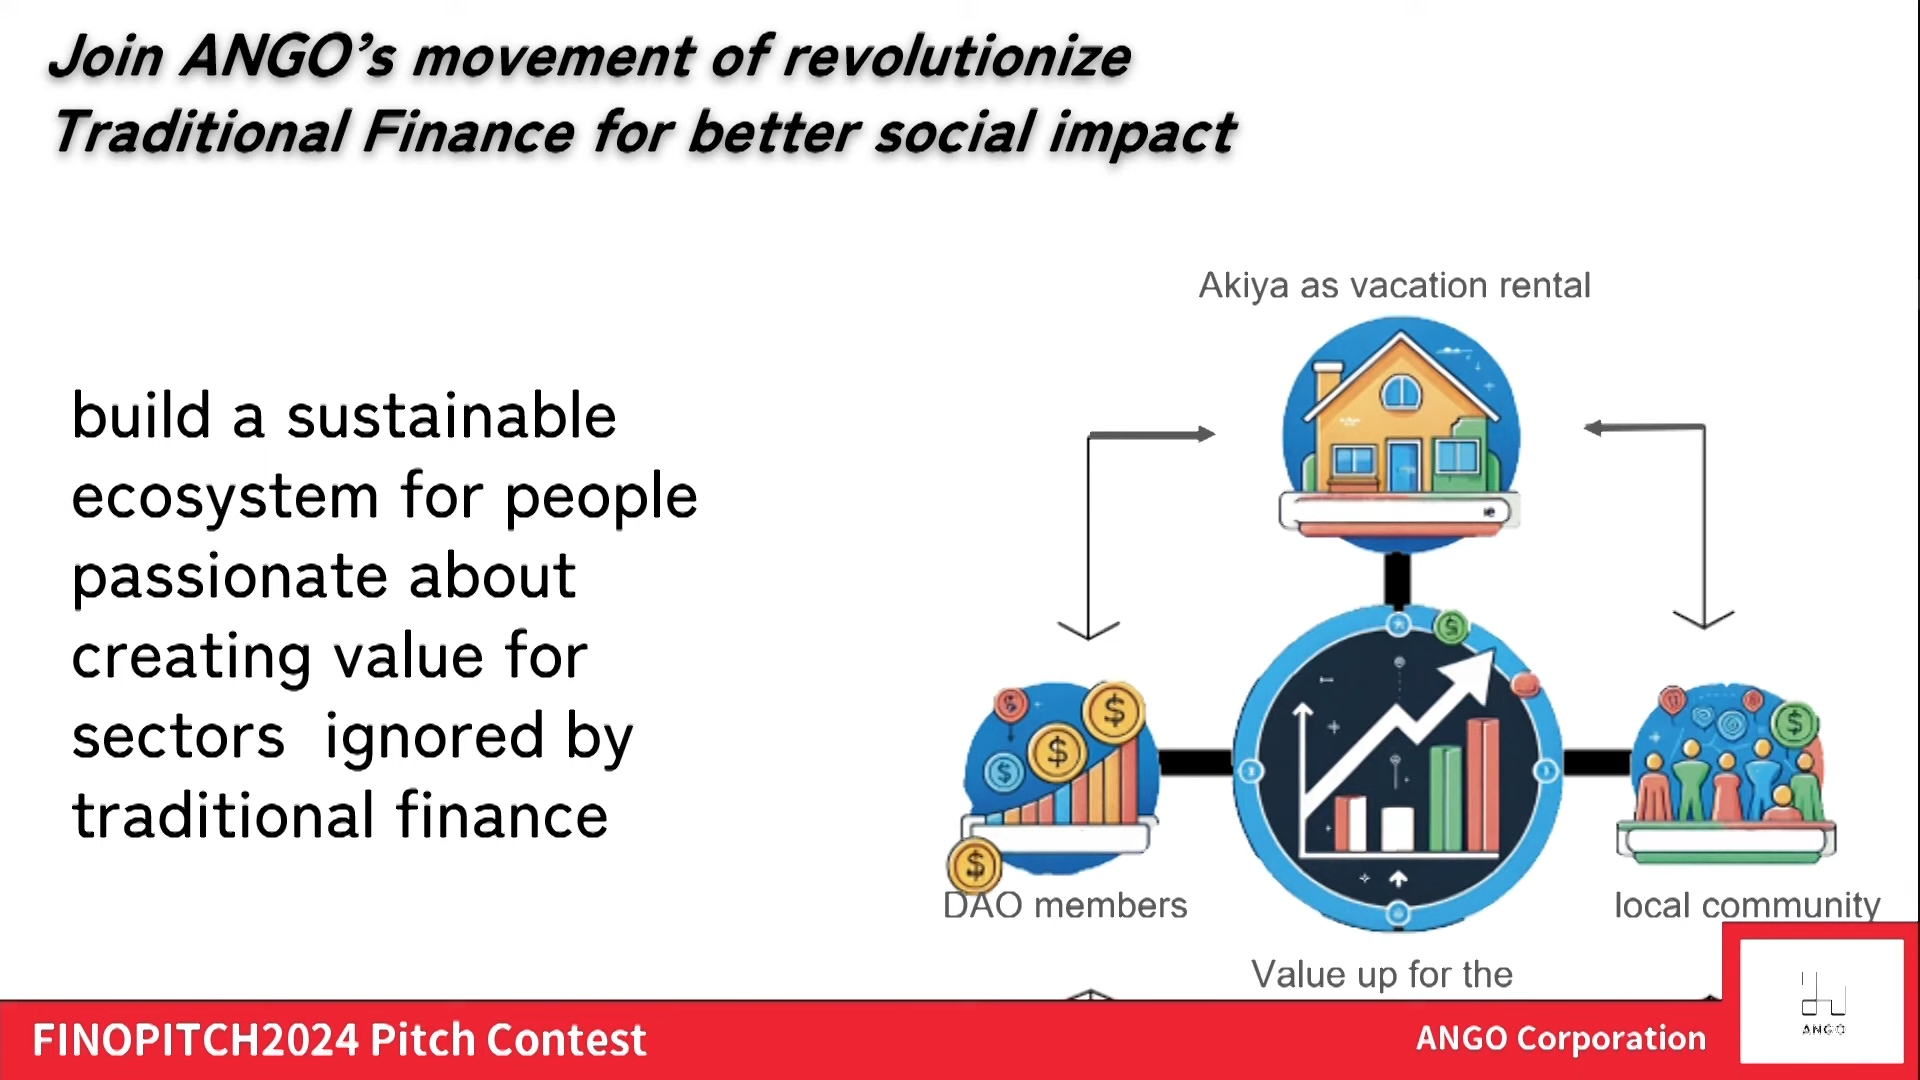 Join ANGO’s movement of revolutionize
Traditional Finance for better social impact
build a sustainable
ecosystem for people
passionate about
creating value for
sectors  ignored by
traditional finance
Akiya as vacation rental
DAO members
local community
Value up for the
FINOPITCH2024 Pitch Contest
ANGO Corporation
ANGO